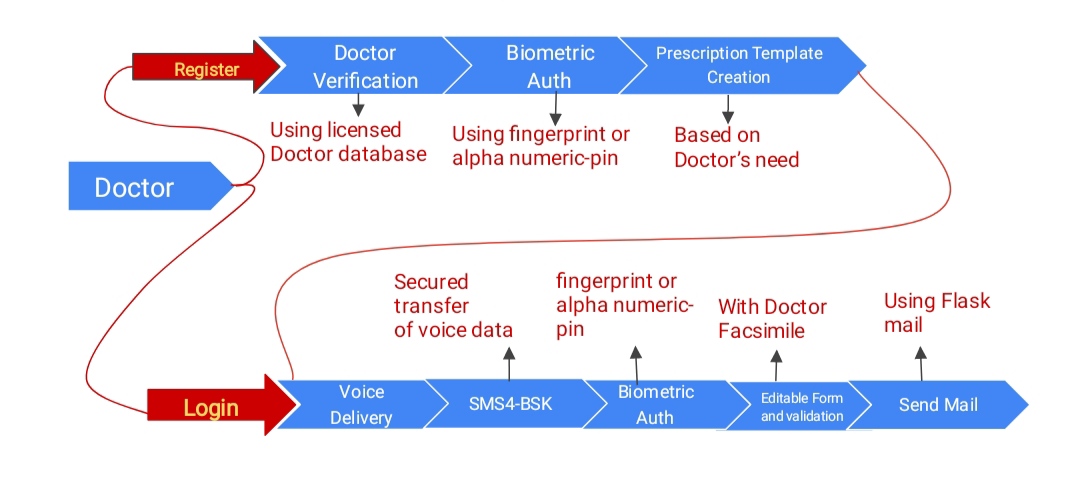 Register
Doctor
Verification
Biometric
Auth
Prescription Template
Creation
Using licensed
Doctor database
Using fingerprint or
alpha numeric-pin
Based on
Doctor's need
Doctor
Secured
transfer
of voice data
fingerprint or
alpha numeric-
pin
With Doctor
Facsimile
Using Flask
mail
Login
Voice
Delivery
SMS4-BSK
Biometric
Auth
Editable Form
and validation
Send Mail